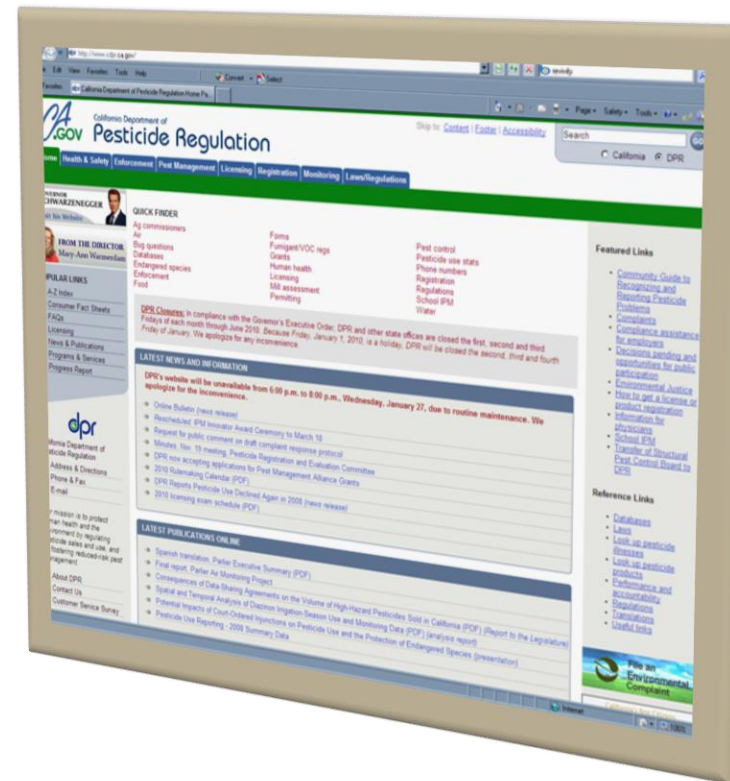 http://www.cdpr.ca.gov/
Edit View Favorites Tools Help
Convert Select
Favorites California Department of Pesticide Regulation Home Pa...
Page Safety Tools
CA
.GOV
California Department of
Pesticide Regulation
Skip to: Content | Footer | Accessibility
Search
California DPR
Home Health & Safety Enforcement Pest Management Licensing Registration Monitoring Laws/Regulations
GOVERNOR
SCHWARZENEGGER
Visit his Website
FROM THE DIRECTOR
Mary-Ann Warmerdam
POPULAR LINKS
A-Z Index
Consumer Fact Sheets
FAQs
Licensing
News & Publications
Programs & Services
Progress Report
dpr
California Department of
Pesticide Regulation
Address & Directions
Phone & Fax
E-mail
Our mission is to protect
human health and the
environment by regulating
pesticide sales and use, and
by fostering reduced-risk pest
management.
About DPR
Contact Us
Customer Service Survey
QUICK FINDER
Ag commissioners
Air
Bug questions
Databases
Endangered species
Enforcement
Food
Forms
Fumigant/VOC regs
Grants
Human health
Licensing
Mill assessment
Permitting
Pest control
Pesticide use stats
Phone numbers
Registration
Regulations
School IPM
Water
DPR Closures: In compliance with the Governor's Executive Order, DPR and other state offices are closed the first, second and third
Fridays of each month through June 2010. Because Friday, January 1, 2010, is a holiday, DPR will be closed the second, third and fourth
Friday of January. We apologize for any inconvenience.
LATEST NEWS AND INFORMATION
DPR's website will be unavailable from 6:00 p.m. to 8:00 p.m., Wednesday, January 27, due to routine maintenance. We
apologize for the inconvenience.
Online Bulletin (news release)
Rescheduled: IPM Innovator Award Ceremony to March 18
Request for public comment on draft complaint response protocol
Minutes, Nov. 19 meeting, Pesticide Registration and Evaluation Committee
DPR now accepting applications for Pest Management Alliance Grants
2010 Rulemaking Calendar (PDF)
DPR Reports Pesticide Use Declined Again in 2008 (news release)
2010 licensing exam schedule (PDF)
LATEST PUBLICATIONS ONLINE
Spanish translation, Parlier Executive Summary (PDF)
Final report, Parlier Air Monitoring Project
Consequences of Data-Sharing Agreements on the Volume of High-Hazard Pesticides Sold in California (PDF) (Report to the Legislature)
Spatial and Temporal Analysis of Diazinon Irrigation-Season Use and Monitoring Data (PDF) (analysis report)
Potential Impacts of Court-Ordered Injunctions on Pesticide Use and the Protection of Endangered Species (presentation)
Pesticide Use Reporting - 2008 Summary Data
Featured Links
Community Guide to
Recognizing and
Reporting Pesticide
Problems
Complaints
Compliance assistance
for employers
Decisions pending and
opportunities for public
participation
Environmental Justice
How to get a license or
product registration
Information for
physicians
School IPM
Transfer of Structural
Pest Control Board to
DPR
Reference Links
Databases
Laws
Look up pesticide
illnesses
Look up pesticide
products
Performance and
accountability
Regulations
Translations
Useful links
File an
Environmental
Complaint
Internet